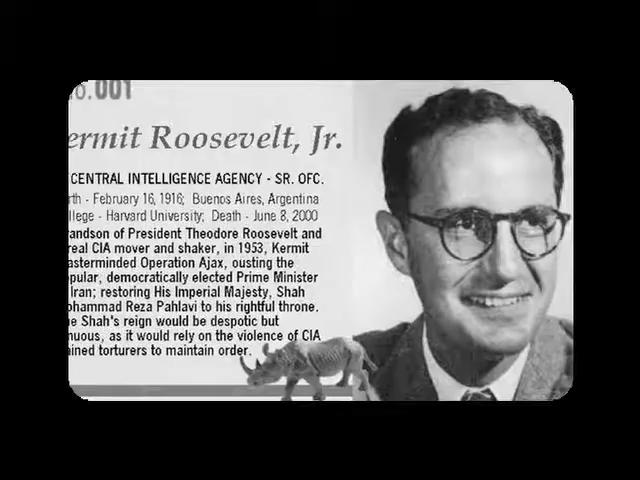 o.001
ermit Roosevelt, Jr.
CENTRAL INTELLIGENCE AGENCY - SR. OFC.
rth - February 16, 1916; Buenos Aires, Argentina
llege - Harvard University; Death - June 8, 2000
randson of President Theodore Roosevelt and
real CIA mover and shaker, in 1953, Kermit
asterminded Operation Ajax, ousting the
pular, democratically elected Prime Minister
Iran; restoring His Imperial Majesty, Shah
ohammad Reza Pahlavi to his rightful throne.
e Shah's reign would be despotic but
nuous, as it would rely on the violence of CIA
ained torturers to maintain order.